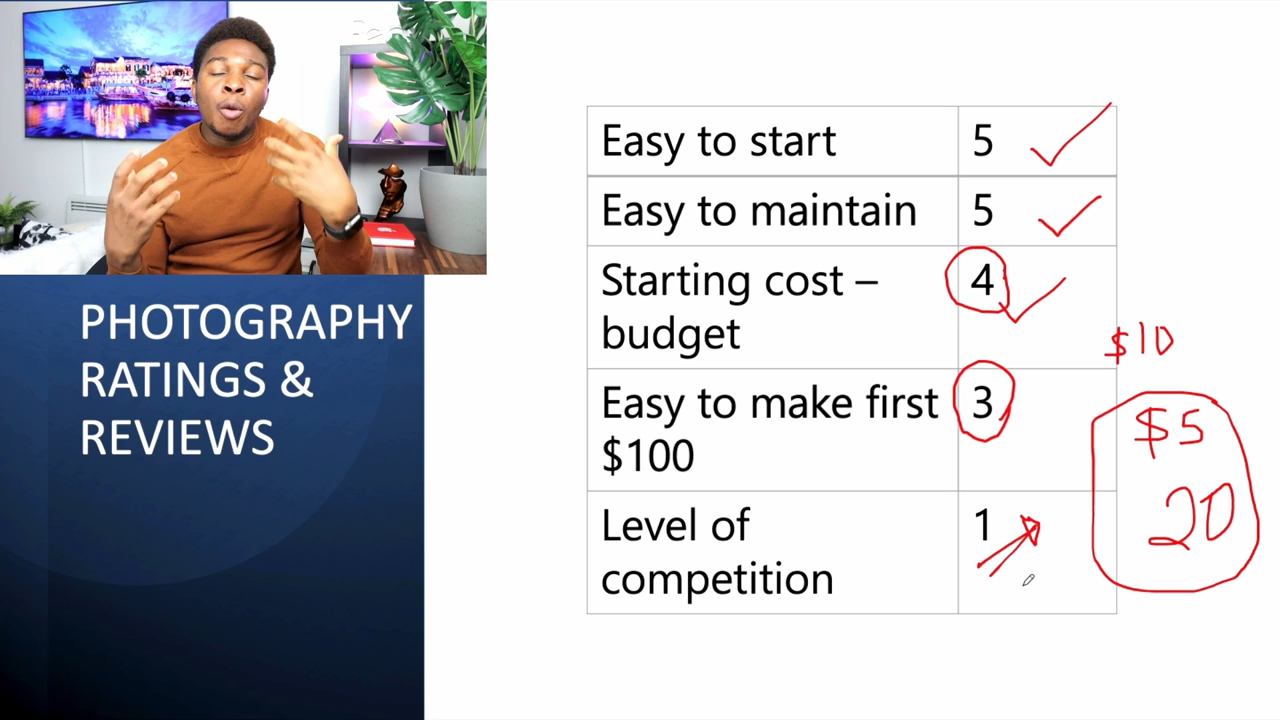 PHOTOGRAPHY
RATINGS &
REVIEWS
Easy to start 5
Easy to maintain 5
Starting cost – 4
budget
Easy to make first 3
$100
Level of 1
competition
$10
$5
20